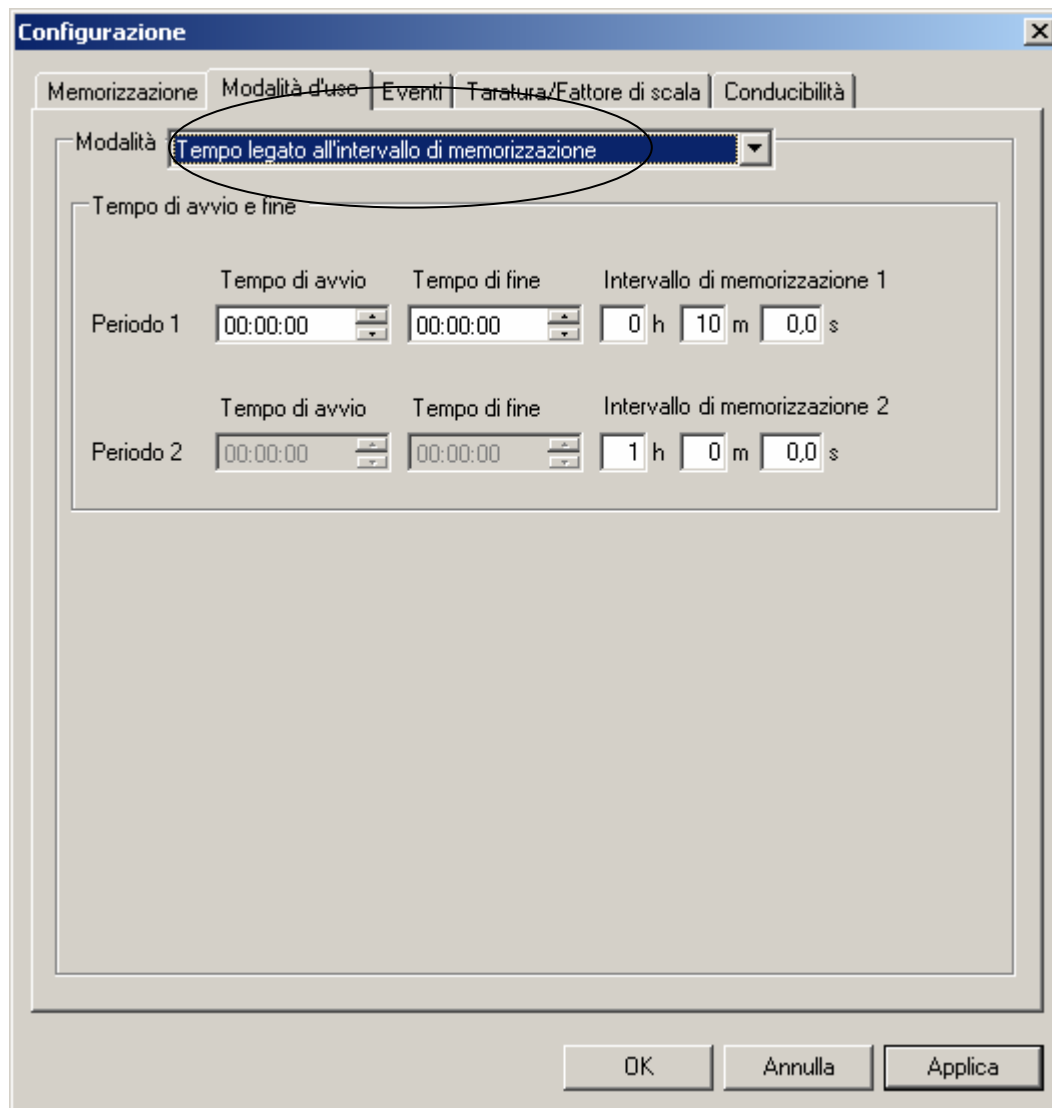 Configurazione
Memorizzazione Modalità d'uso Eventi Taratura/Fattore di scala Conducibilità
Modalità Tempo legato all'intervallo di memorizzazione
Tempo di avvio e fine
Tempo di avvio Tempo di fine Intervallo di memorizzazione 1
Periodo 1 00:00:00 00:00:00 0 h 10 m 0,0 s
Tempo di avvio Tempo di fine Intervallo di memorizzazione 2
Periodo 2 00:00:00 00:00:00 1 h 0 m 0,0 s
OK Annulla Applica